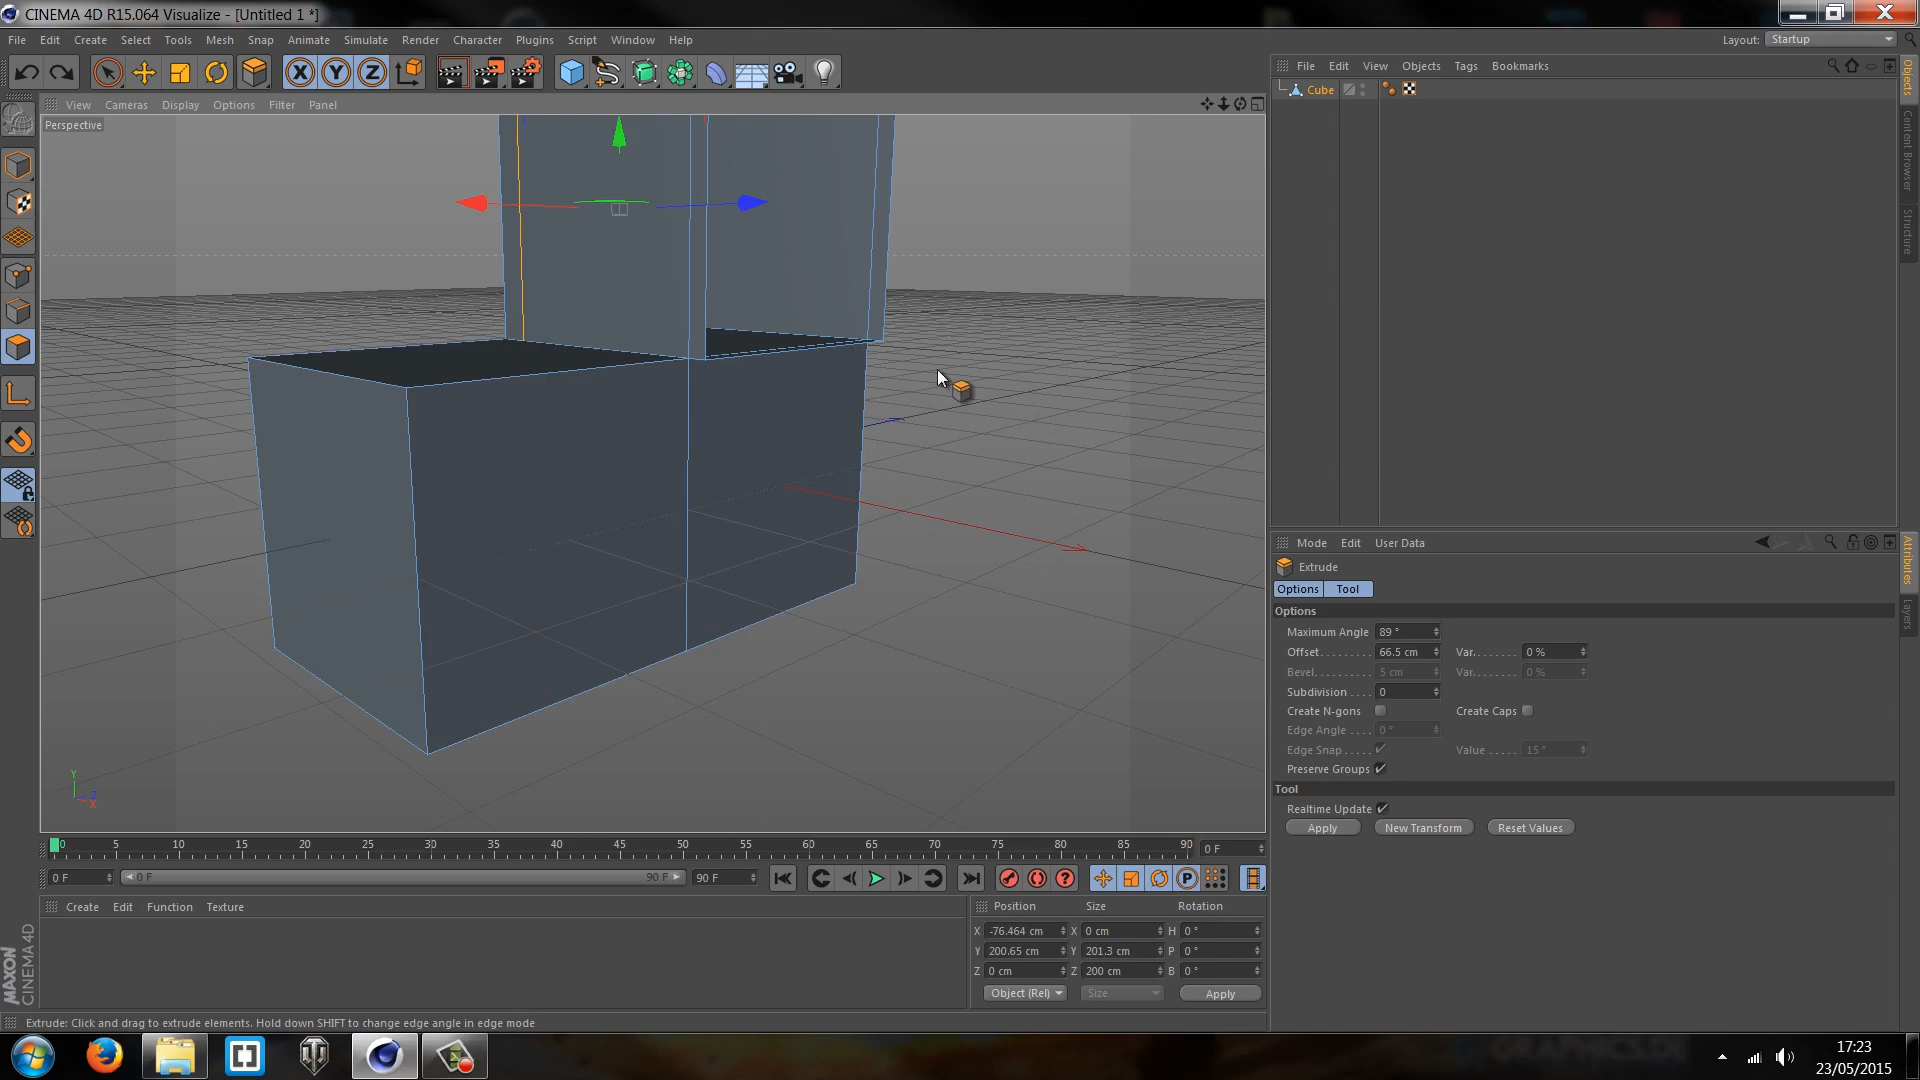 CINEMA 4D R15.064 Visualize - [Untitled 1 *]
File Edit Create Select Tools Mesh Snap Animate Simulate Render Character Plugins Script Window Help
Layout: Startup
View Cameras Display Options Filter Panel
Perspective
File Edit View Objects Tags Bookmarks
Cube
Objects
Content Browser
Structure
Mode Edit User Data
Extrude
Options Tool
Options
Maximum Angle 89 °
Offset........ 66.5 cm Var....... 0 %
Bevel......... 5 cm Var....... 0 %
Subdivision .... 0
Create N-gons Create Caps
Edge Angle .... 0 °
Edge Snap..... Value ..... 15 °
Preserve Groups
Tool
Realtime Update
Apply New Transform Reset Values
Attributes
Layers
Y
Z
X
0 5 10 15 20 25 30 35 40 45 50 55 60 65 70 75 80 85 90 0 F
0 F 0 F 90 F 90 F
Create Edit Function Texture
Position Size Rotation
X -76.464 cm X 0 cm H 0 °
Y 200.65 cm Y 201.3 cm P 0 °
Z 0 cm Z 200 cm B 0 °
Object (Rel) Size Apply
MAXON
CINEMA 4D
Extrude: Click and drag to extrude elements. Hold down SHIFT to change edge angle in edge mode
17:23
23/05/2015